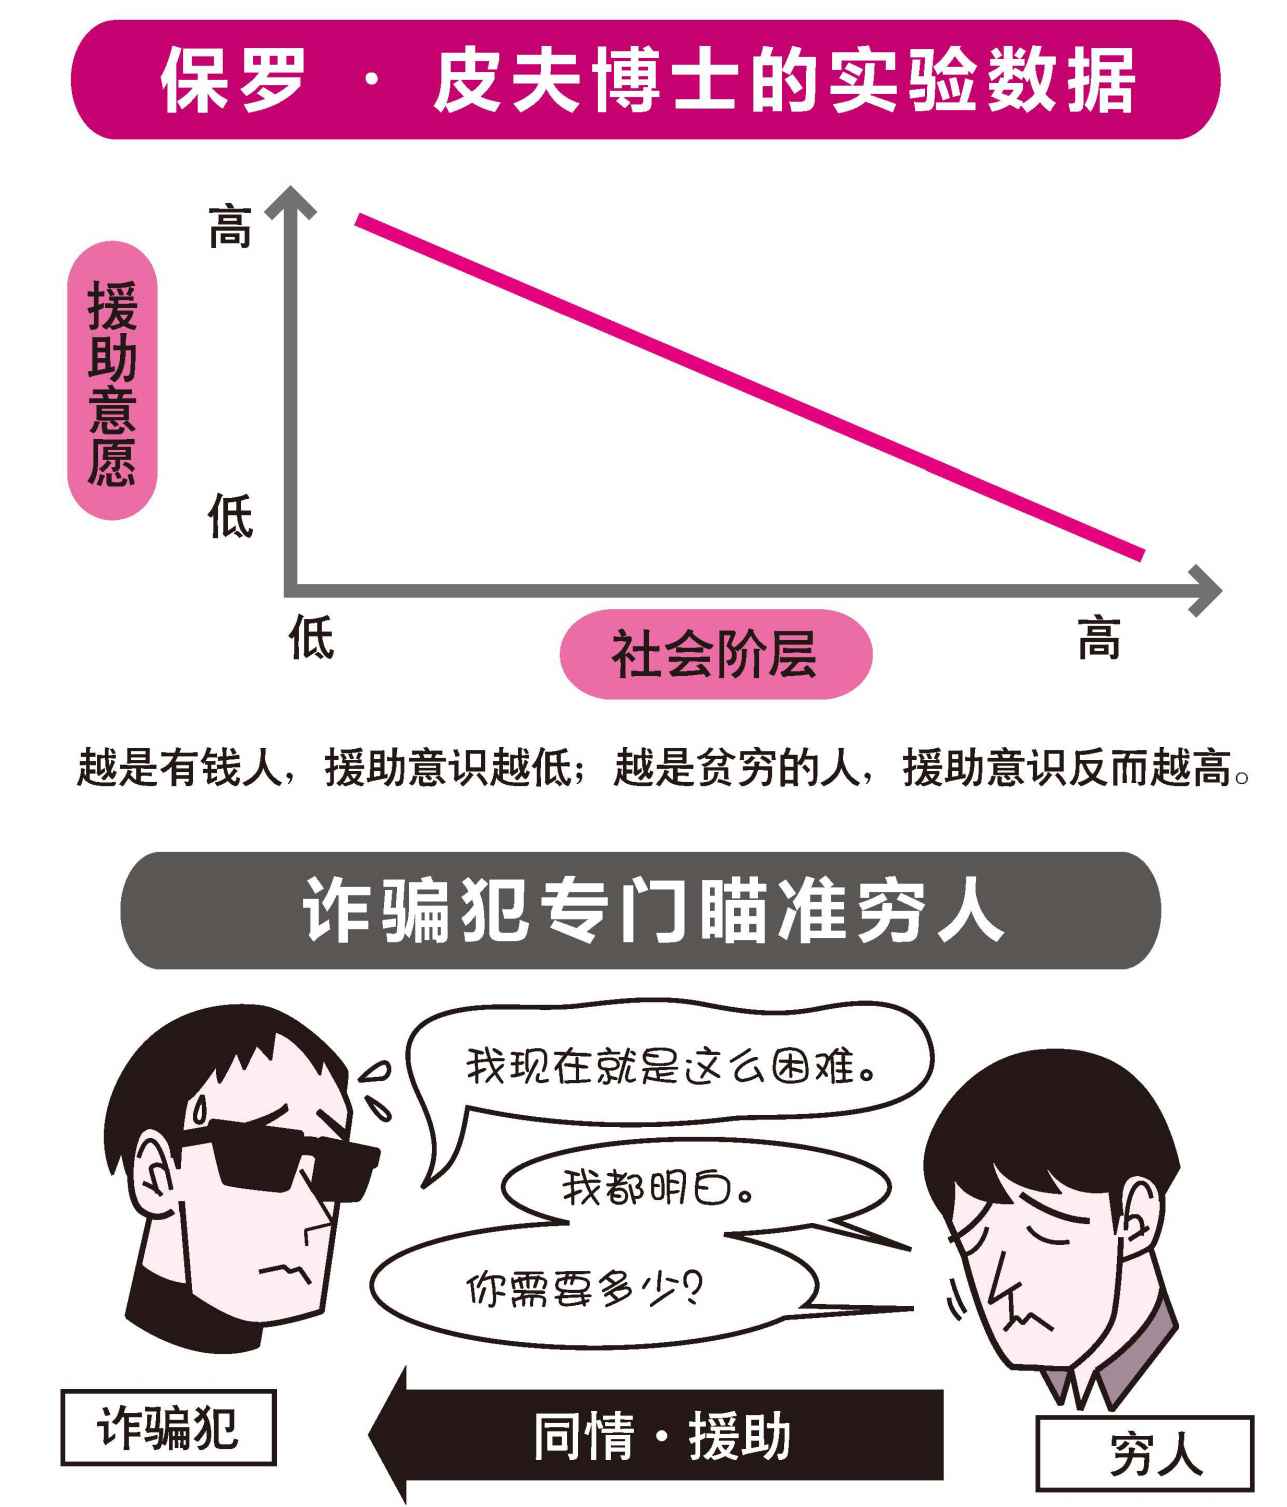 保罗 · 皮夫博士的实验数据
高
援助意愿
低
低
社会阶层
高
越是有钱人，援助意识越低；越是贫穷的人，援助意识反而越高。
诈骗犯专门瞄准穷人
我现在就是这么困难。
我都明白。
你需要多少？
诈骗犯
同情·援助
穷人